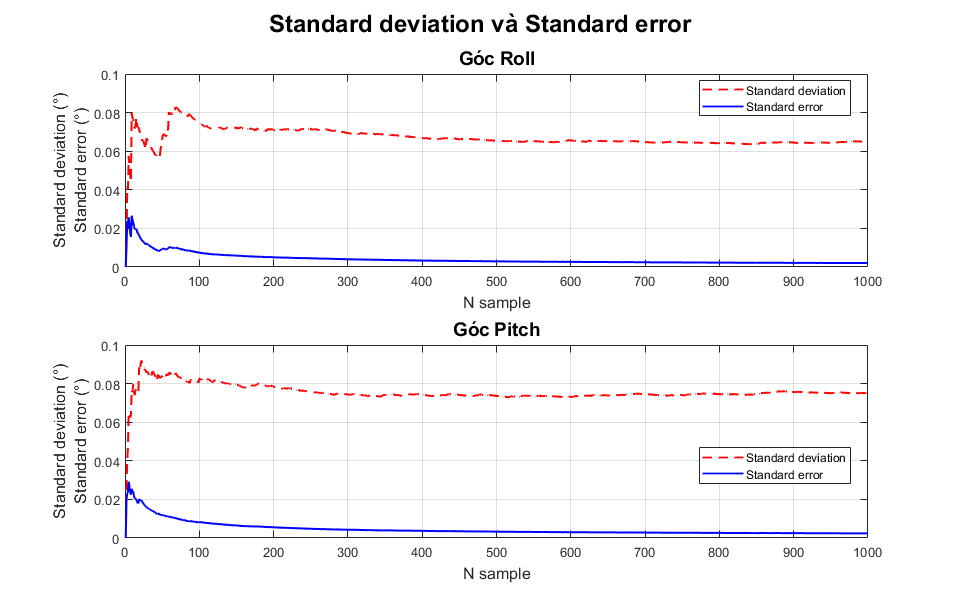 Standard deviation và Standard error
Góc Roll
Standard deviation (°)
Standard error (°)
0.1
0.08
0.06
0.04
0.02
0
Standard deviation
Standard error
0 100 200 300 400 500 600 700 800 900 1000
N sample
Góc Pitch
Standard deviation (°)
Standard error (°)
0.1
0.08
0.06
0.04
0.02
0
Standard deviation
Standard error
0 100 200 300 400 500 600 700 800 900 1000
N sample